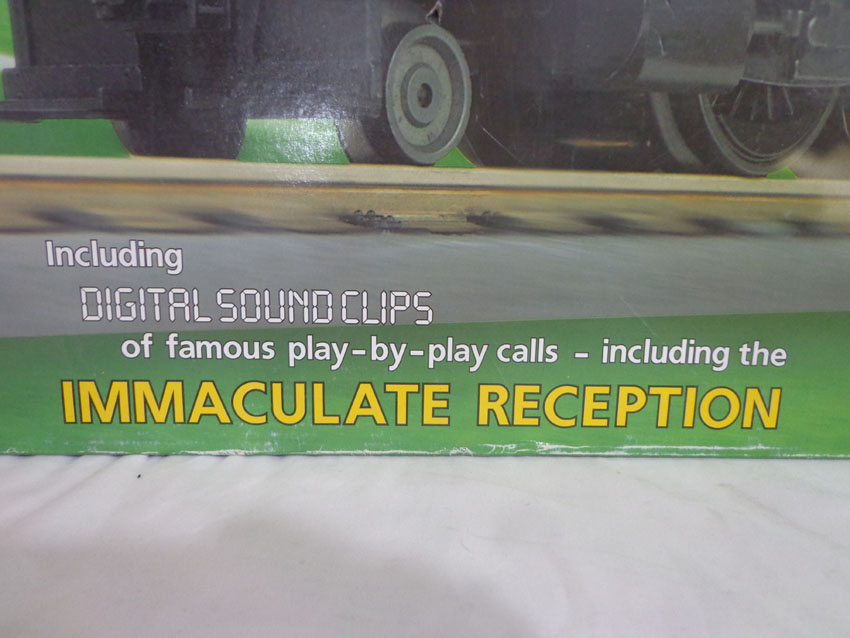 Including
DIGITAL SOUND CLIPS
of famous play-by-play calls - including the
IMMACULATE RECEPTION